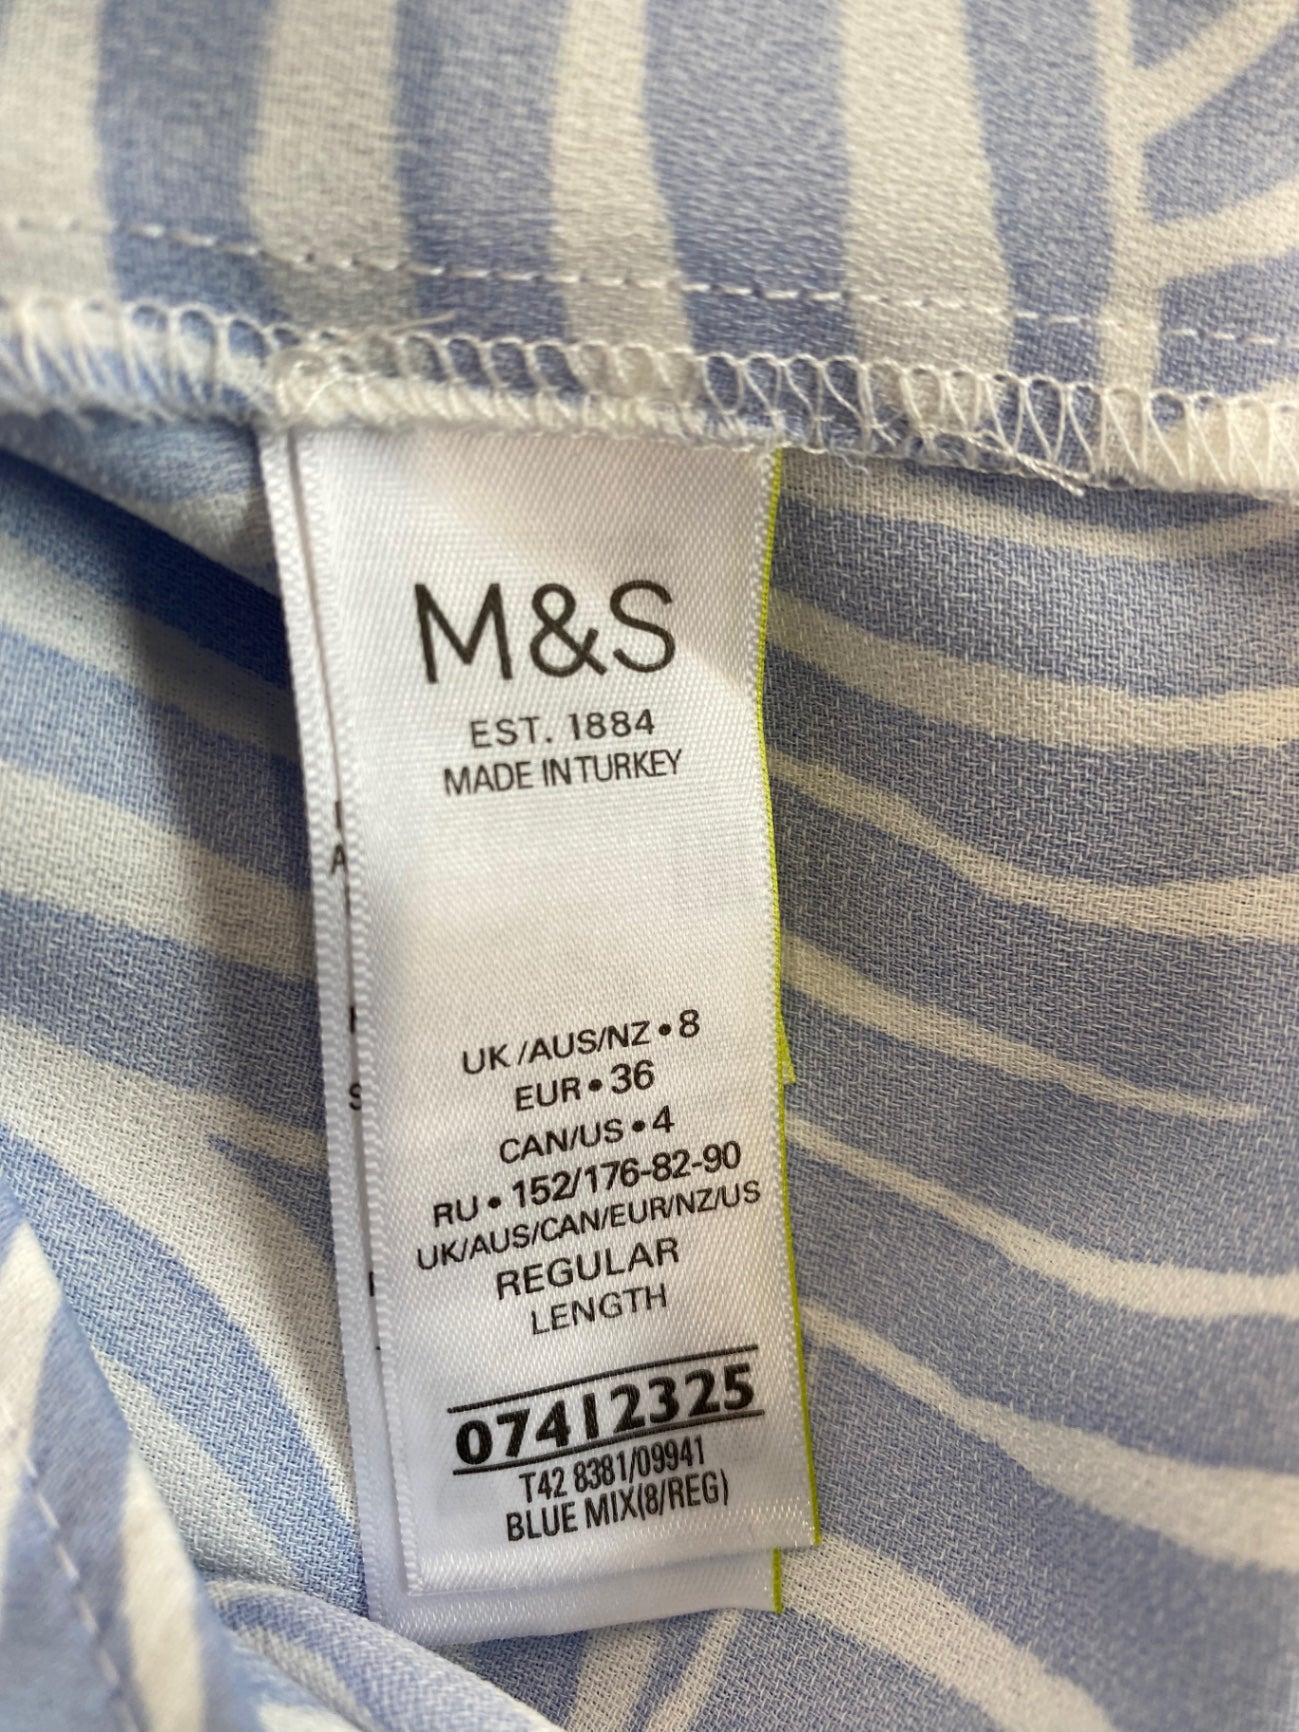 M&S
EST. 1884
MADE IN TURKEY
UK/AUS/NZ • 8
EUR • 36
CAN/US • 4
RU • 152/176-82-90
UK/AUS/CAN/EUR/NZ/US
REGULAR
LENGTH
07412325
T42 8381/09941
BLUE MIX(8/REG)